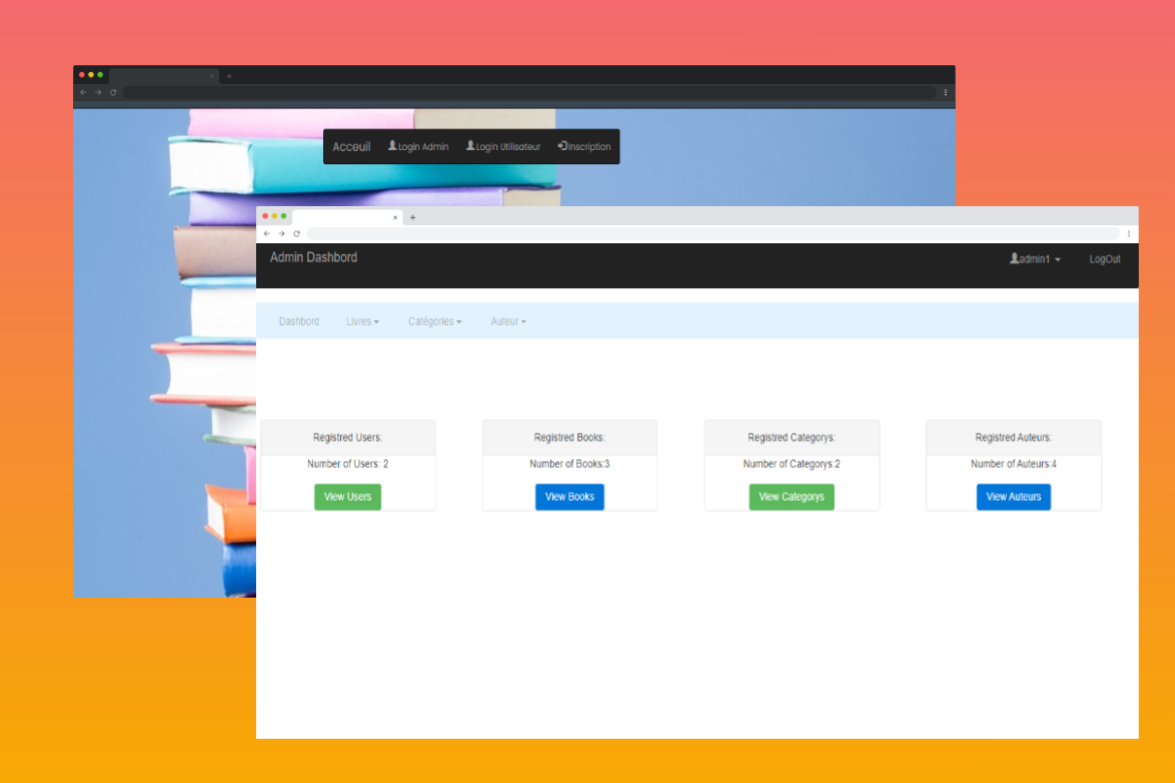 Acceuil Login Admin Login Utilisateur Inscription
Admin Dashbord admin1 LogOut
Dashbord Livres Catégories Auteur
Registred Users: Registred Books: Registred Categorys: Registred Auteurs:
Number of Users: 2 Number of Books:3 Number of Categorys:2 Number of Auteurs:4
View Users View Books View Categorys View Auteurs